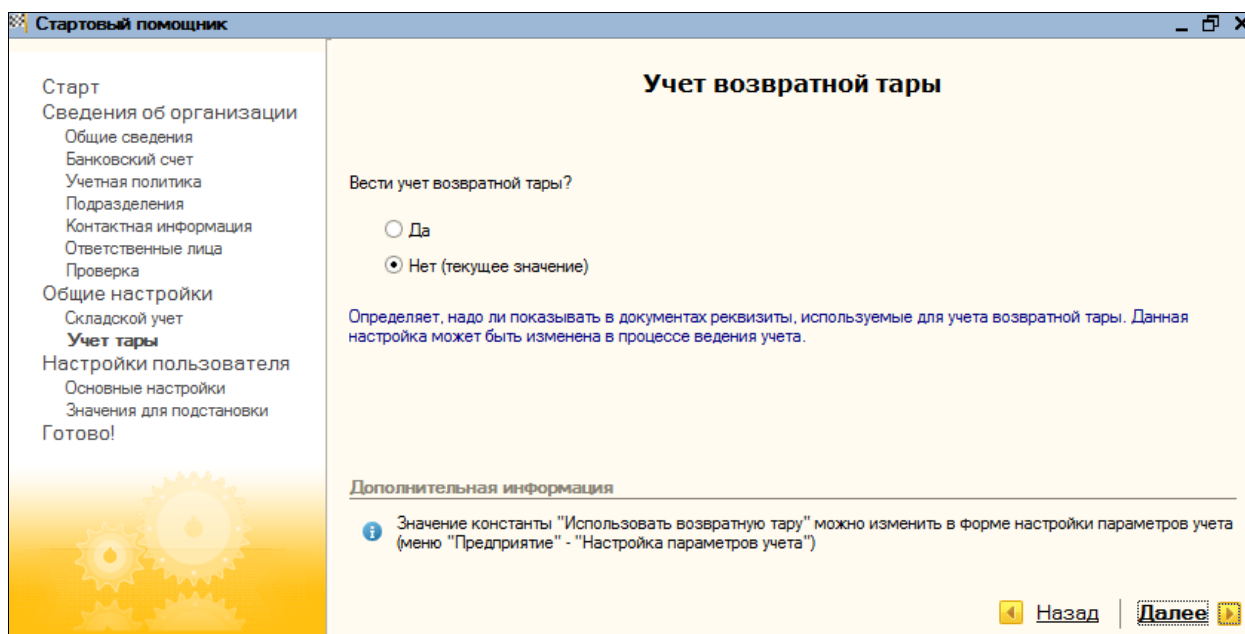 Стартовый помощник
Старт
Сведения об организации
Общие сведения
Банковский счет
Учетная политика
Подразделения
Контактная информация
Ответственные лица
Проверка
Общие настройки
Складской учет
Учет тары
Настройки пользователя
Основные настройки
Значения для подстановки
Готово!
Учет возвратной тары
Вести учет возвратной тары?
Да
Нет (текущее значение)
Определяет, надо ли показывать в документах реквизиты, используемые для учета возвратной тары. Данная
настройка может быть изменена в процессе ведения учета.
Дополнительная информация
Значение константы "Использовать возвратную тару" можно изменить в форме настройки параметров учета
(меню "Предприятие" - "Настройка параметров учета")
Назад
Далее